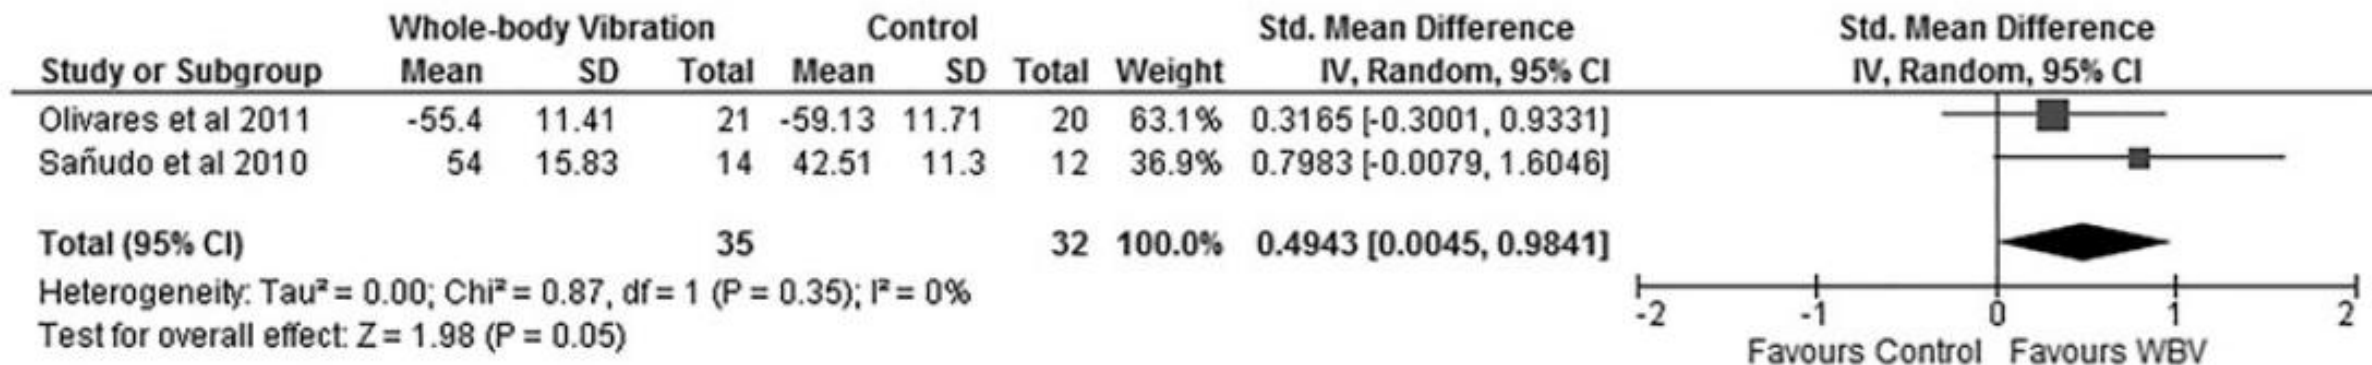 Whole-body Vibration Control Std. Mean Difference Std. Mean Difference
Study or Subgroup Mean SD Total Mean SD Total Weight IV, Random, 95% CI IV, Random, 95% CI
Olivares et al 2011 -55.4 11.41 21 -59.13 11.71 20 63.1% 0.3165 [-0.3001, 0.9331]
Sañudo et al 2010 54 15.83 14 42.51 11.3 12 36.9% 0.7983 [-0.0079, 1.6046]
Total (95% CI) 35 32 100.0% 0.4943 [0.0045, 0.9841]
Heterogeneity: Tau² = 0.00; Chi² = 0.87, df = 1 (P = 0.35); I² = 0%
Test for overall effect: Z = 1.98 (P = 0.05)
-2 -1 0 1 2
Favours Control Favours WBV